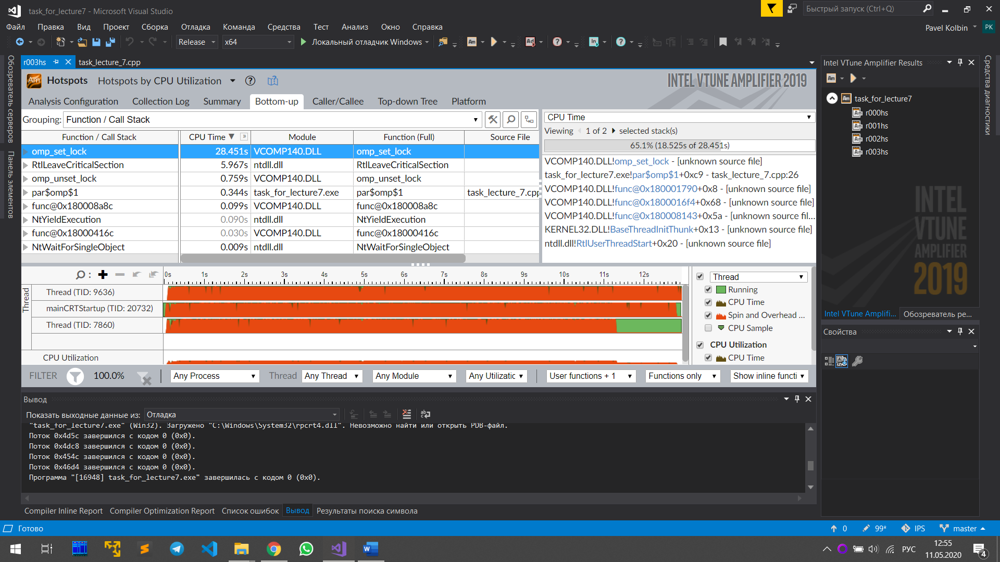 task_for_lecture7 - Microsoft Visual Studio
Быстрый запуск (Ctrl+Q)
Файл Правка Вид Проект Сборка Отладка Команда Средства Тест Анализ Окно Справка
Pavel Kolbin PK
Release x64 Локальный отладчик Windows
Обозреватель серверов
Панель элементов
r003hs task_lecture_7.cpp
Am Hotspots Hotspots by CPU Utilization
INTEL VTUNE AMPLIFIER 2019
Analysis Configuration Collection Log Summary Bottom-up Caller/Callee Top-down Tree Platform
Grouping: Function / Call Stack
Function / Call Stack CPU Time Module Function (Full) Source File
omp_set_lock 28.451s VCOMP140.DLL omp_set_lock
RtlLeaveCriticalSection 5.967s ntdll.dll RtlLeaveCriticalSection
omp_unset_lock 0.759s VCOMP140.DLL omp_unset_lock
par$omp$1 0.344s task_for_lecture7.exe par$omp$1 task_lecture_7.cpp
func@0x180008a8c 0.099s VCOMP140.DLL func@0x180008a8c
NtYieldExecution 0.090s ntdll.dll NtYieldExecution
func@0x18000416c 0.030s VCOMP140.DLL func@0x18000416c
NtWaitForSingleObject 0.009s ntdll.dll NtWaitForSingleObject
CPU Time
Viewing 1 of 2 selected stack(s)
65.1% (18.525s of 28.451s)
VCOMP140.DLL!omp_set_lock - [unknown source file]
task_for_lecture7.exe!par$omp$1+0xc9 - task_lecture_7.cpp:26
VCOMP140.DLL!func@0x180001790+0x8 - [unknown source file]
VCOMP140.DLL!func@0x1800016f4+0x68 - [unknown source file]
VCOMP140.DLL!func@0x180008143+0x5a - [unknown source fil...
KERNEL32.DLL!BaseThreadInitThunk+0x13 - [unknown source file]
ntdll.dll!RtlUserThreadStart+0x20 - [unknown source file]
0s 1s 2s 3s 4s 5s 6s 7s 8s 9s 10s 11s 12s
Thread
Thread (TID: 9636)
mainCRTStartup (TID: 20732)
Thread (TID: 7860)
CPU Utilization
Thread
Running
CPU Time
Spin and Overhead ...
CPU Sample
CPU Utilization
CPU Time
FILTER 100.0% Any Process Thread Any Thread Any Module Any Utilizatic User functions + 1 Functions only Show inline functi
Вывод
Показать выходные данные из: Отладка
"task_for_lecture7.exe" (Win32). Загружено "C:\Windows\System32\rpcrt4.dll". Невозможно найти или открыть PDB-файл.
Поток 0x4d5c завершился с кодом 0 (0x0).
Поток 0x4dc8 завершился с кодом 0 (0x0).
Поток 0x454c завершился с кодом 0 (0x0).
Поток 0x46d4 завершился с кодом 0 (0x0).
Программа "[16948] task_for_lecture7.exe" завершилась с кодом 0 (0x0).
Compiler Inline Report Compiler Optimization Report Список ошибок Вывод Результаты поиска символа
Intel VTune Amplifier Results
task_for_lecture7
r000hs
r001hs
r002hs
r003hs
INTEL
VTUNE
AMPLIFIER
2019
Intel VTune Amplifi... Обозреватель ре...
Свойства
Средства диагностики
Готово
0 99* IPS master
РУС
12:55
11.05.2020
4